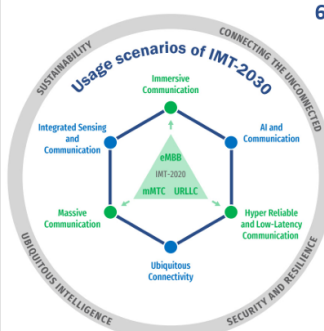 6
Usage scenarios of IMT-2030
SUSTAINABILITY
CONNECTING THE UNCONNECTED
Immersive
Communication
Integrated Sensing
and
Communication
AI and
Communication
eMBB
IMT-2020
mMTC URLLC
Massive
Communication
Hyper Reliable
and Low-Latency
Communication
Ubiquitous
Connectivity
UBIQUITOUS INTELLIGENCE
SECURITY AND RESILIENCE